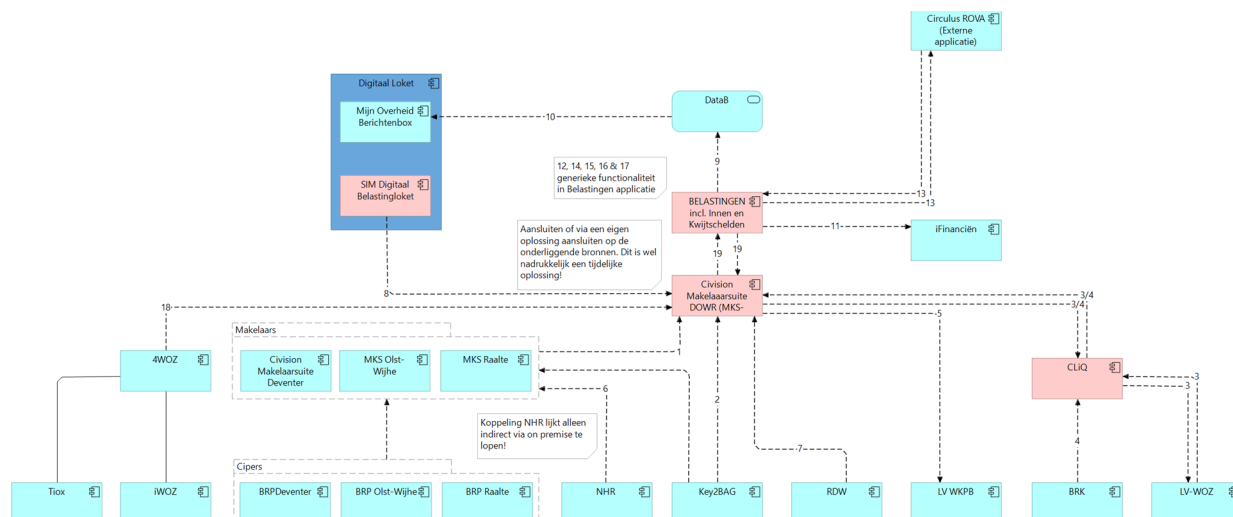 Circulus ROVA
(Externe
applicatie)
Digitaal Loket
Mijn Overheid
Berichtenbox
10
DataB
12, 14, 15, 16 & 17
generieke functionaliteit
in Belastingen applicatie
9
SIM Digitaal
Belastingloket
13
13
BELASTINGEN
incl. Innen en
Kwijtschelden
11
iFinanciën
Aansluiten of via een eigen
oplossing aansluiten op de
onderliggende bronnen. Dit is wel
nadrukkelijk een tijdelijke
oplossing!
19
19
8
Civision
Makelaarsuite
DOWR (MKS-
3/4
3/4
18
5
Makelaars
1
4WOZ
Civision
Makelaarsuite
Deventer
MKS Olst-
Wijhe
MKS Raalte
CLiQ
3
3
6
2
Koppeling NHR lijkt alleen
indirect via on premise te
lopen!
7
4
Cipers
Tiox
iWOZ
BRPDeventer
BRP Olst-Wijhe
BRP Raalte
NHR
Key2BAG
RDW
LV WKPB
BRK
LV-WOZ